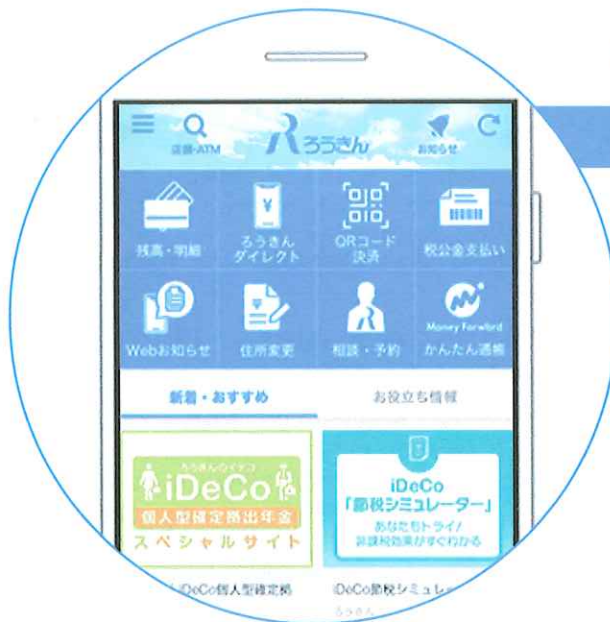 店舗・ATM
ろうきん
お知らせ
残高・明細
ろうきん
ダイレクト
QRコード
決済
税公金支払い
Webお知らせ
住所変更
相談・予約
Money Forward
かんたん通帳
新着・おすすめ
お役立ち情報
ろうきんのイデコ
iDeCo
個人型確定拠出年金
スペシャルサイト
iDeCo
「節税シミュレーター」
あなたもトライ!
非課税効果がすぐわかる
iDeCo個人型確定拠
iDeCo節税シミュレー
ろうきん